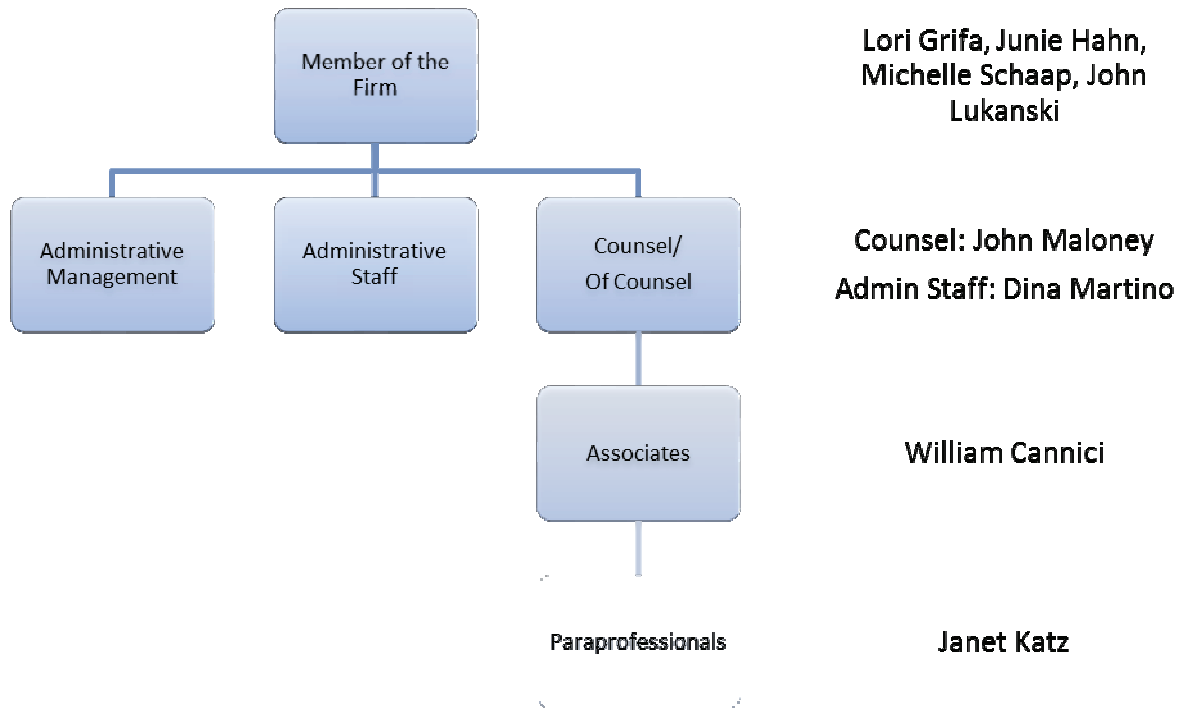 Member of the
Firm
Lori Grifa, Junie Hahn,
Michelle Schaap, John
Lukanski
Administrative
Management
Administrative
Staff
Counsel/
Of Counsel
Counsel: John Maloney
Admin Staff: Dina Martino
Associates
William Cannici
Paraprofessionals
Janet Katz